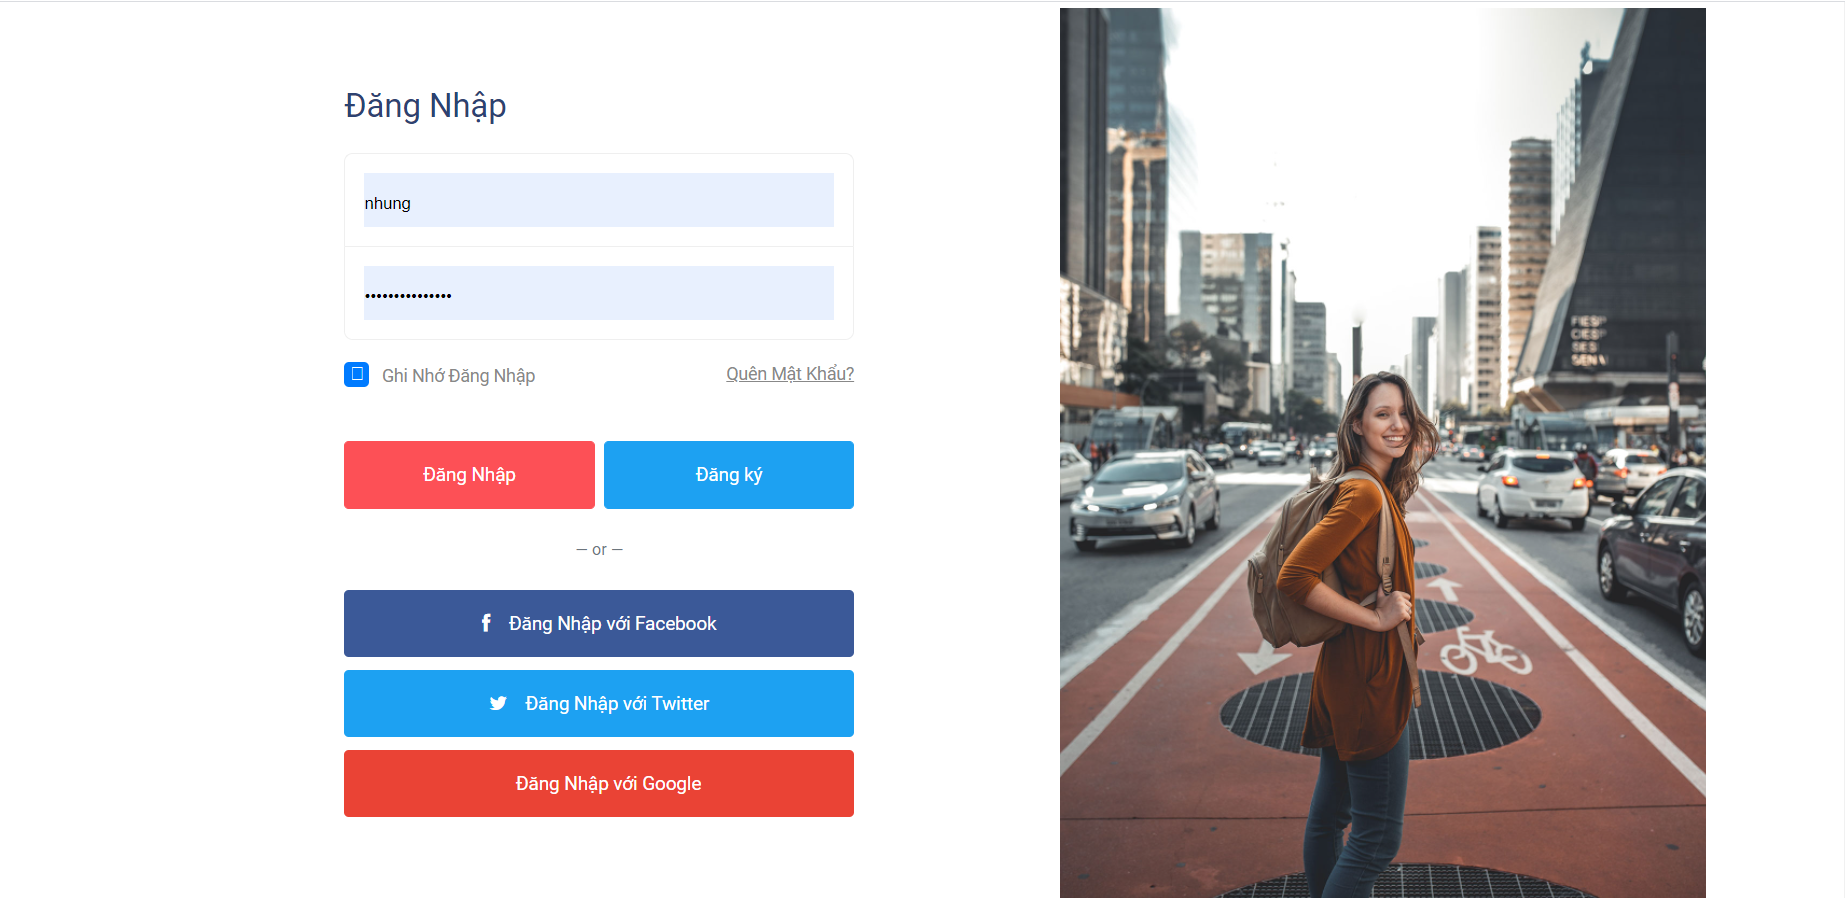 Đăng Nhập
nhung
•••••••••••••••
Ghi Nhớ Đăng Nhập
Quên Mật Khẩu?
Đăng Nhập
Đăng ký
— or —
Đăng Nhập với Facebook
Đăng Nhập với Twitter
Đăng Nhập với Google